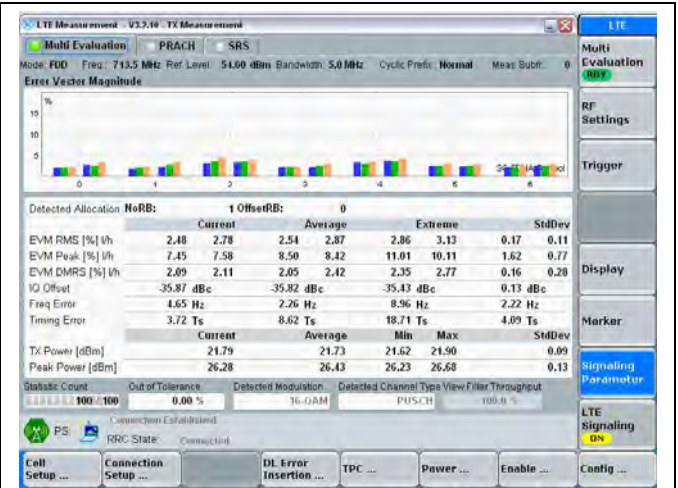 LTE Measurement - V3.2.10 - TX Measurement
LTE
Multi Evaluation PRACH SRS
Multi Evaluation
RDY
Mode: FDD Freq.: 713.5 MHz Ref. Level: 54.00 dBm Bandwidth: 5.0 MHz Cyclic Prefix: Normal Meas Subfr.: 0
Error Vector Magnitude
%
15
10
5
0 1 2 3 4 5 6
RF Settings
Trigger
Detected Allocation NoRB: 1 OffsetRB: 0
Current Average Extreme StdDev
EVM RMS [%] l/h 2.48 2.78 2.54 2.87 2.86 3.13 0.17 0.11
EVM Peak [%] l/h 7.45 7.58 8.50 8.42 11.01 10.11 1.62 0.77
EVM DMRS [%] l/h 2.09 2.11 2.05 2.42 2.35 2.77 0.16 0.28
IQ Offset -35.87 dBc -35.82 dBc -35.43 dBc 0.13 dBc
Freq Error 4.65 Hz 2.26 Hz 8.96 Hz 2.22 Hz
Timing Error 3.72 Ts 8.62 Ts 18.71 Ts 4.09 Ts
Current Average Min Max StdDev
TX Power [dBm] 21.79 21.73 21.62 21.90 0.09
Peak Power [dBm] 26.28 26.43 26.23 26.68 0.13
Display
Marker
Signaling Parameter
Statistic Count Out of Tolerance Detected Modulation Detected Channel Type View Filter Throughput
100 / 100 0.00 % 16-QAM PUSCH 100.0 %
Connection Established
PS:
RRC State: Connected
LTE Signaling
ON
Cell Setup ... Connection Setup ... DL Error Insertion ... TPC ... Power ... Enable ... Config ...